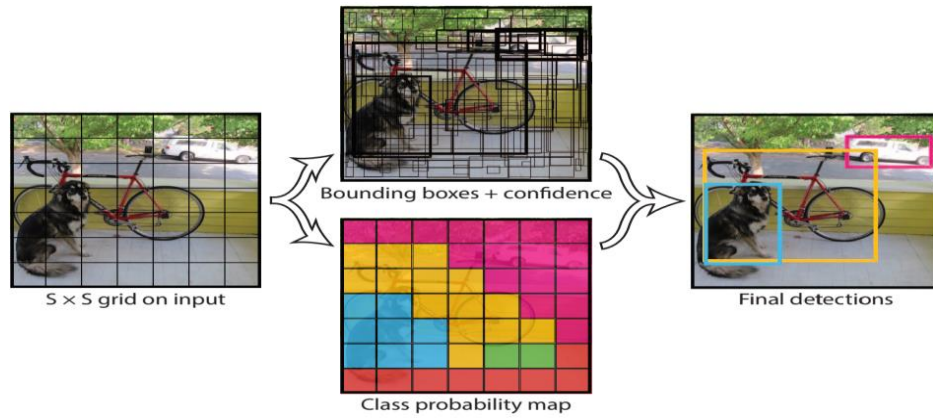 S × S grid on input
Bounding boxes + confidence
Class probability map
Final detections